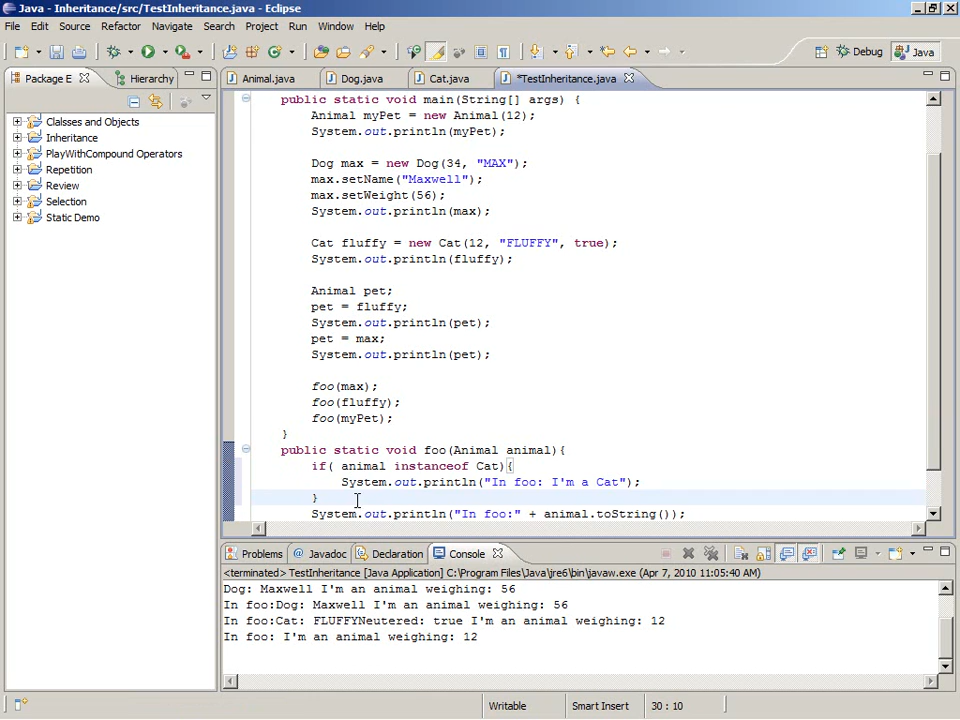 Java - Inheritance/src/TestInheritance.java - Eclipse
File Edit Source Refactor Navigate Search Project Run Window Help
Debug Java
Package E Hierarchy Animal.java Dog.java Cat.java *TestInheritance.java
Calsses and Objects
Inheritance
PlayWithCompound Operators
Repetition
Review
Selection
Static Demo
public static void main(String[] args) {
Animal myPet = new Animal(12);
System.out.println(myPet);
Dog max = new Dog(34, "MAX");
max.setName("Maxwell");
max.setWeight(56);
System.out.println(max);
Cat fluffy = new Cat(12, "FLUFFY", true);
System.out.println(fluffy);
Animal pet;
pet = fluffy;
System.out.println(pet);
pet = max;
System.out.println(pet);
foo(max);
foo(fluffy);
foo(myPet);
}
public static void foo(Animal animal){
if( animal instanceof Cat){
System.out.println("In foo: I'm a Cat");
}
System.out.println("In foo:" + animal.toString());
Problems Javadoc Declaration Console
<terminated> TestInheritance [Java Application] C:\Program Files\Java\jre6\bin\javaw.exe (Apr 7, 2010 11:05:40 AM)
Dog: Maxwell I'm an animal weighing: 56
In foo:Dog: Maxwell I'm an animal weighing: 56
In foo:Cat: FLUFFYNeutered: true I'm an animal weighing: 12
In foo: I'm an animal weighing: 12
Writable Smart Insert 30 : 10